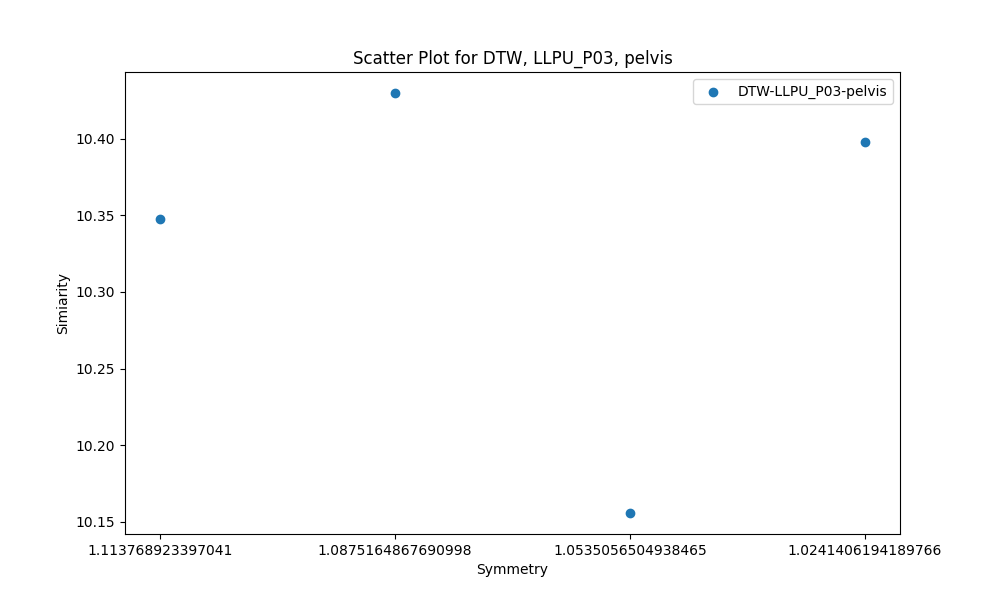 Scatter Plot for DTW, LLPU_P03, pelvis
DTW-LLPU_P03-pelvis
10.40
10.35
10.30
10.25
10.20
10.15
Simiarity
1.113768923397041
1.0875164867690998
1.0535056504938465
1.0241406194189766
Symmetry